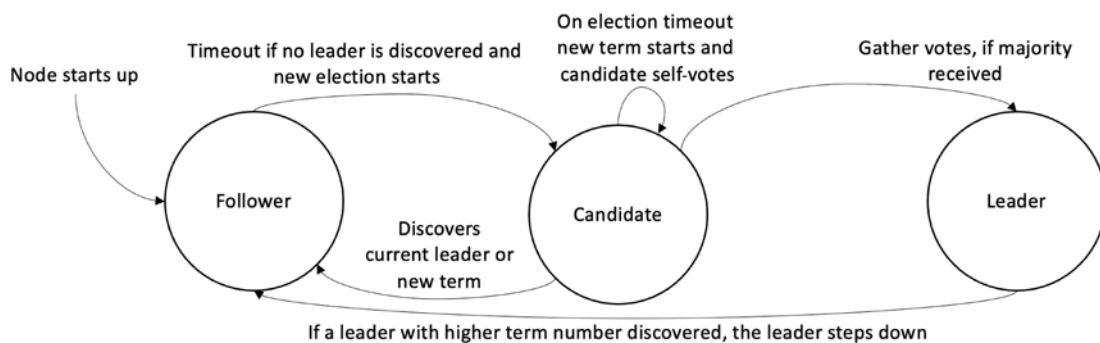 On election timeout
new term starts and
candidate self-votes
Timeout if no leader is discovered and
new election starts
Gather votes, if majority
received
Node starts up
Follower
Candidate
Leader
Discovers
current leader or
new term
If a leader with higher term number discovered, the leader steps down